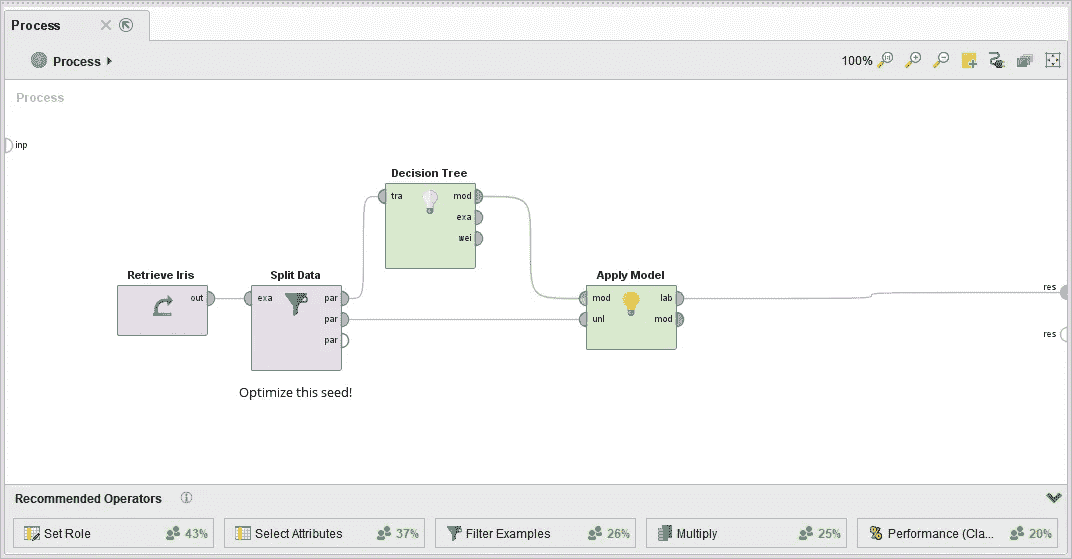 Process
Process
100%
Process
inp
Decision Tree
tra mod
exa
wei
Retrieve Iris
out
Split Data
exa par
par
par
Optimize this seed!
Apply Model
mod lab
unl mod
res
res
Recommended Operators
Set Role 43%
Select Attributes 37%
Filter Examples 26%
Multiply 25%
Performance (Cla... 20%